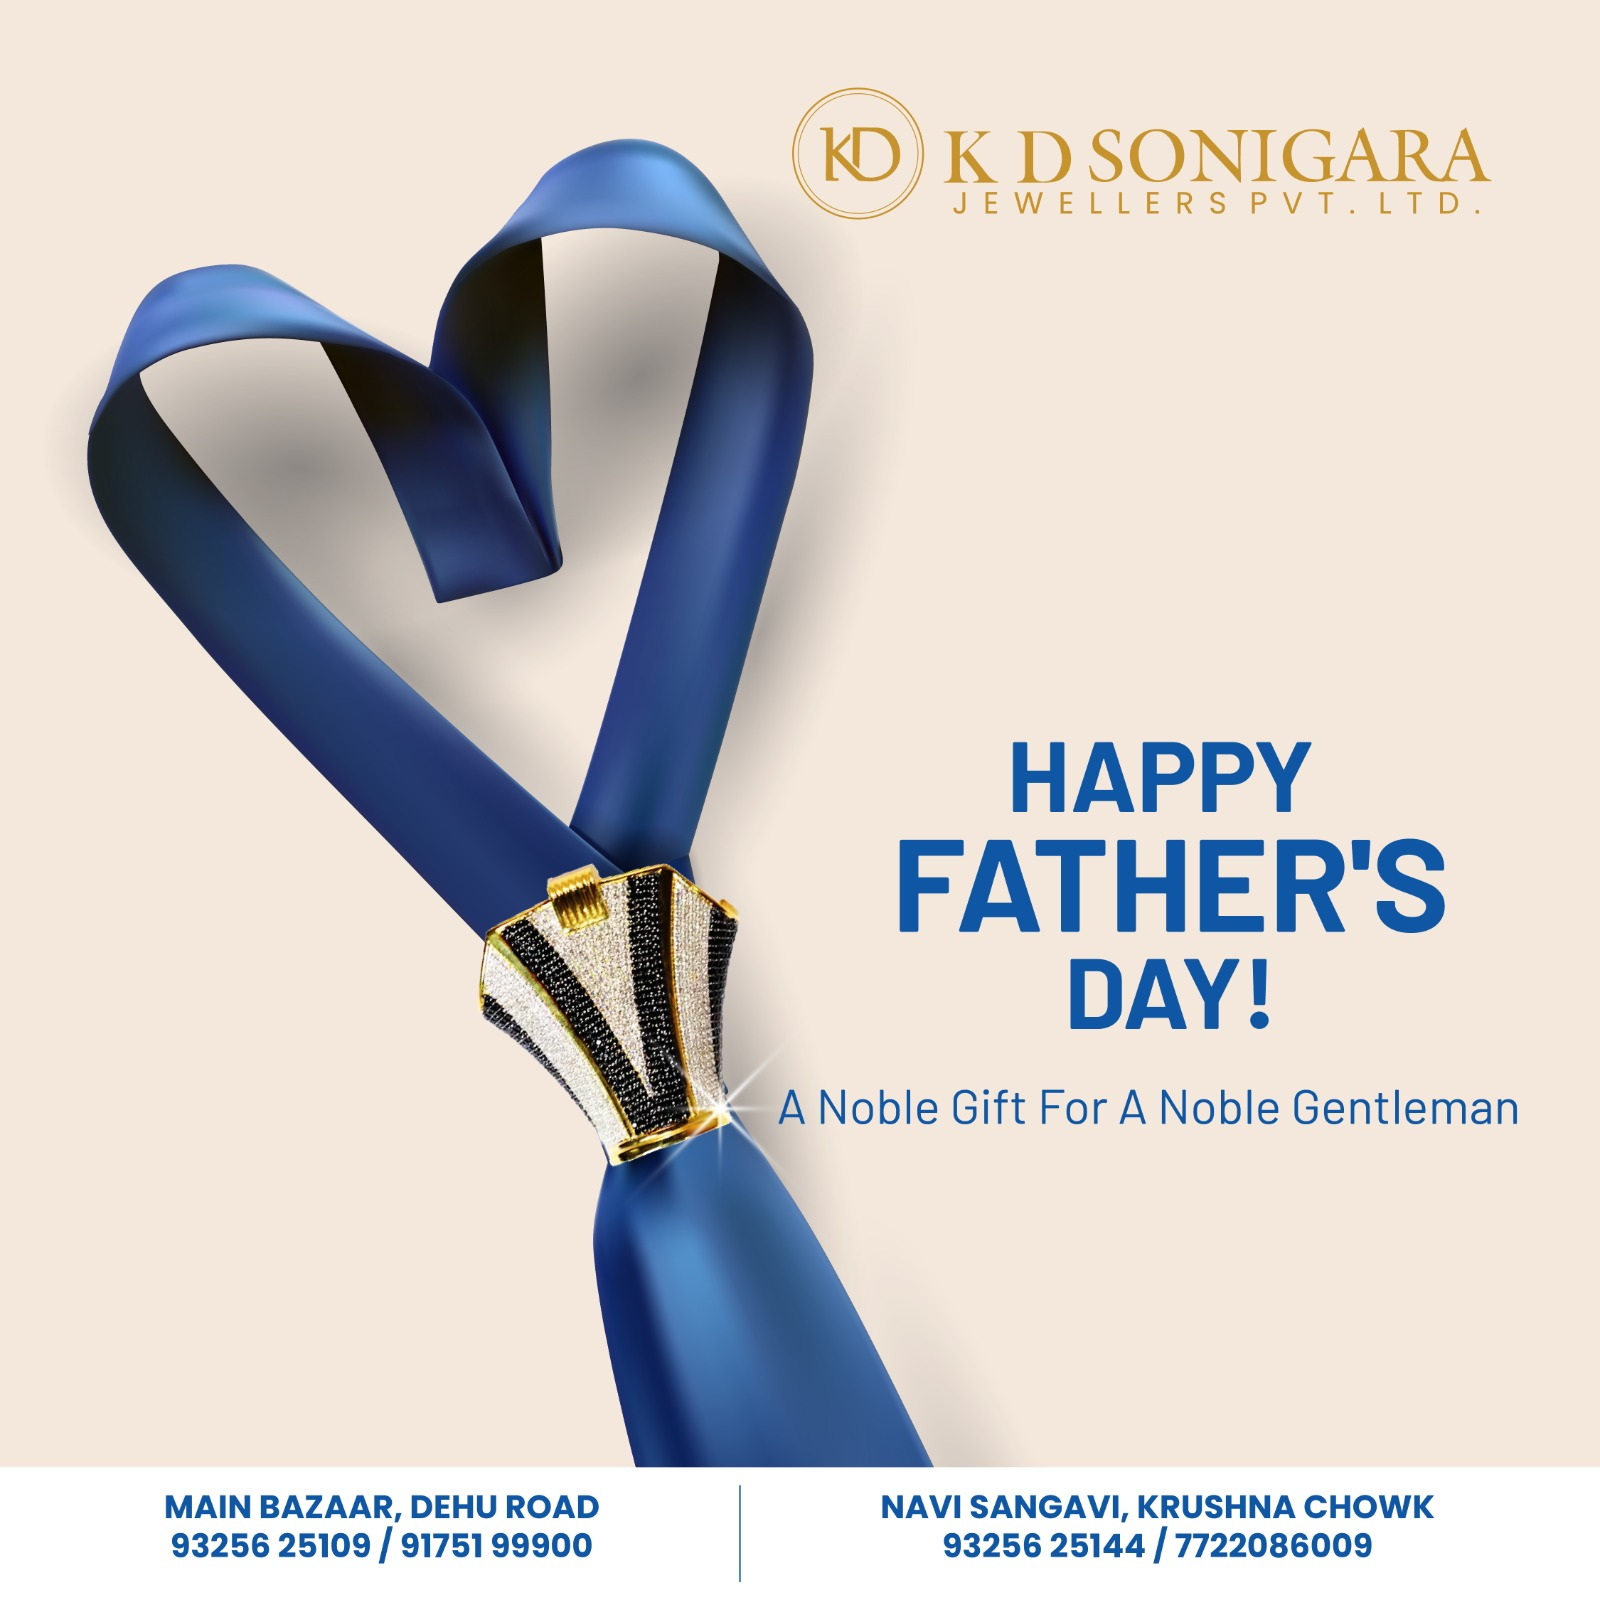 KD
K D SONIGARA
JEWELLERS PVT. LTD.
HAPPY
FATHER'S
DAY!
A Noble Gift For A Noble Gentleman
MAIN BAZAAR, DEHU ROAD
93256 25109 / 91751 99900
NAVI SANGAVI, KRUSHNA CHOWK
93256 25144 / 7722086009